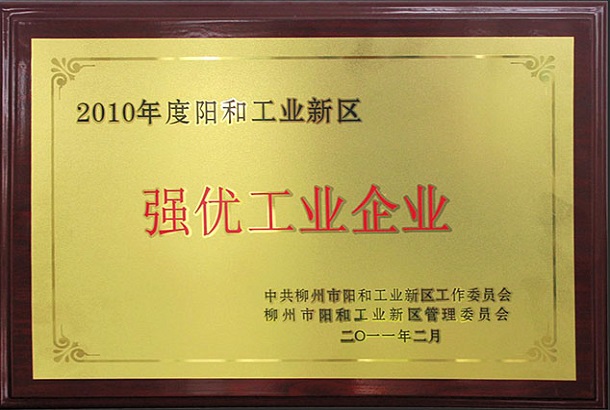 2010年度阳和工业新区
强优工业企业
中共柳州市阳和工业新区工作委员会
柳州市阳和工业新区管理委员会
二〇一一年二月